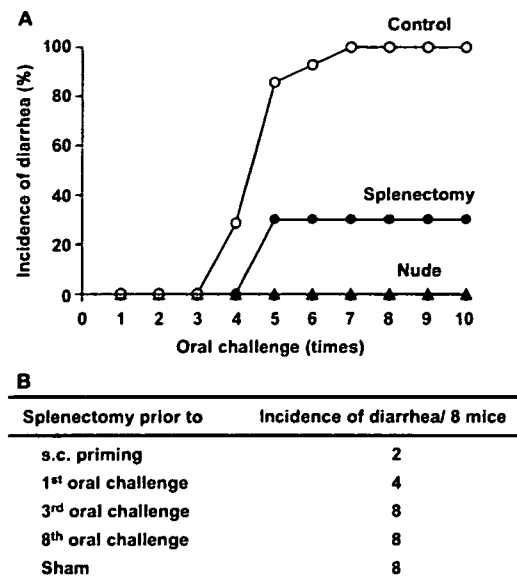 A
Control
Incidence of diarrhea (%)
100
80
60
40
20
0
Splenectomy
Nude
0 1 2 3 4 5 6 7 8 9 10
Oral challenge (times)
B
Splenectomy prior to Incidence of diarrhea/ 8 mice
s.c. priming 2
1st oral challenge 4
3rd oral challenge 8
8th oral challenge 8
Sham 8